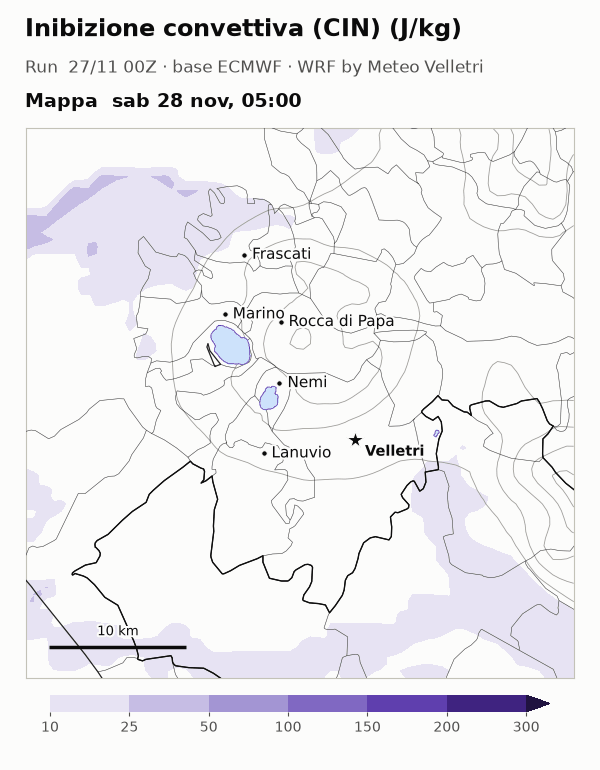 Inibizione convettiva (CIN) (J/kg)
Run  27/11 00Z · base ECMWF · WRF by Meteo Velletri
Mappa  sab 28 nov, 05:00
Frascati
Marino
Rocca di Papa
Nemi
Velletri
Lanuvio
10 km
10 25 50 100 150 200 300